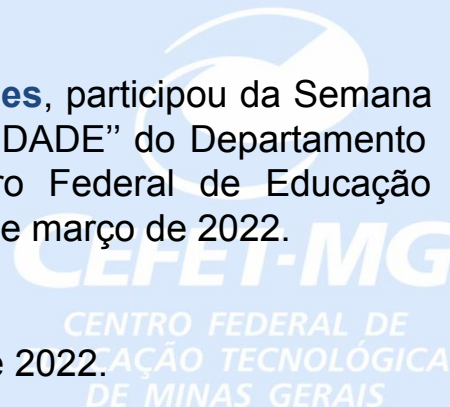 es, participou da Semana
DADE’’ do Departamento
ro Federal de Educação
e março de 2022.
CEFET-MG
CENTRO FEDERAL DE
e 2022.
EDUCAÇÃO TECNOLÓGICA
DE MINAS GERAIS